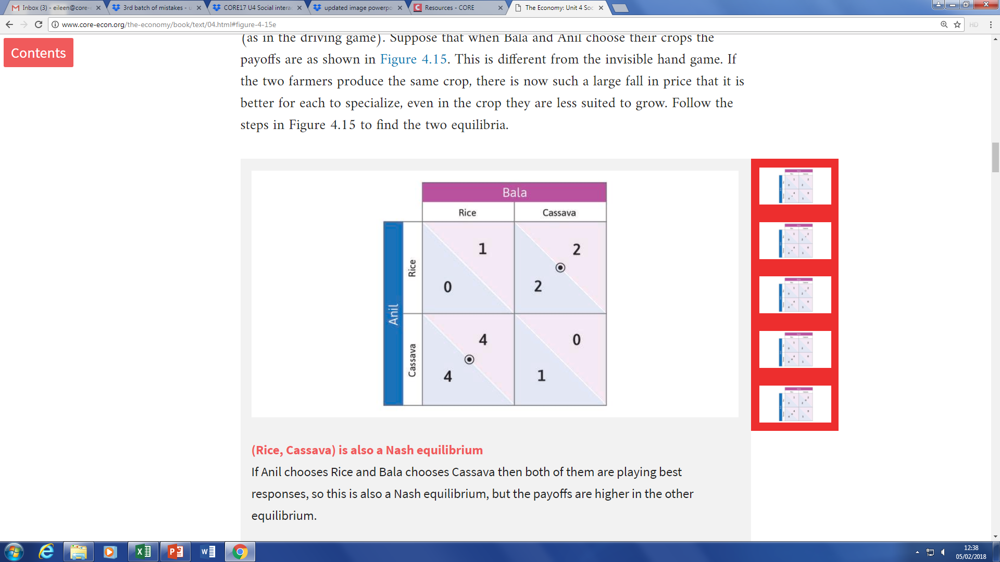 Inbox (3) - eileen@core-
3rd batch of mistakes - u
CORE17 U4 Social interac
updated image powerpo
Resources - CORE
The Economy: Unit 4 Soc
www.core-econ.org/the-economy/book/text/04.html#figure-4-15e
HD
Contents
(as in the driving game). Suppose that when Bala and Anil choose their crops the
payoffs are as shown in Figure 4.15. This is different from the invisible hand game. If
the two farmers produce the same crop, there is now such a large fall in price that it is
better for each to specialize, even in the crop they are less suited to grow. Follow the
steps in Figure 4.15 to find the two equilibria.
Bala
Rice Cassava
Anil
Rice
1 2
0 2
Cassava
4 0
4 1
(Rice, Cassava) is also a Nash equilibrium
If Anil chooses Rice and Bala chooses Cassava then both of them are playing best
responses, so this is also a Nash equilibrium, but the payoffs are higher in the other
equilibrium.
12:38
05/02/2018